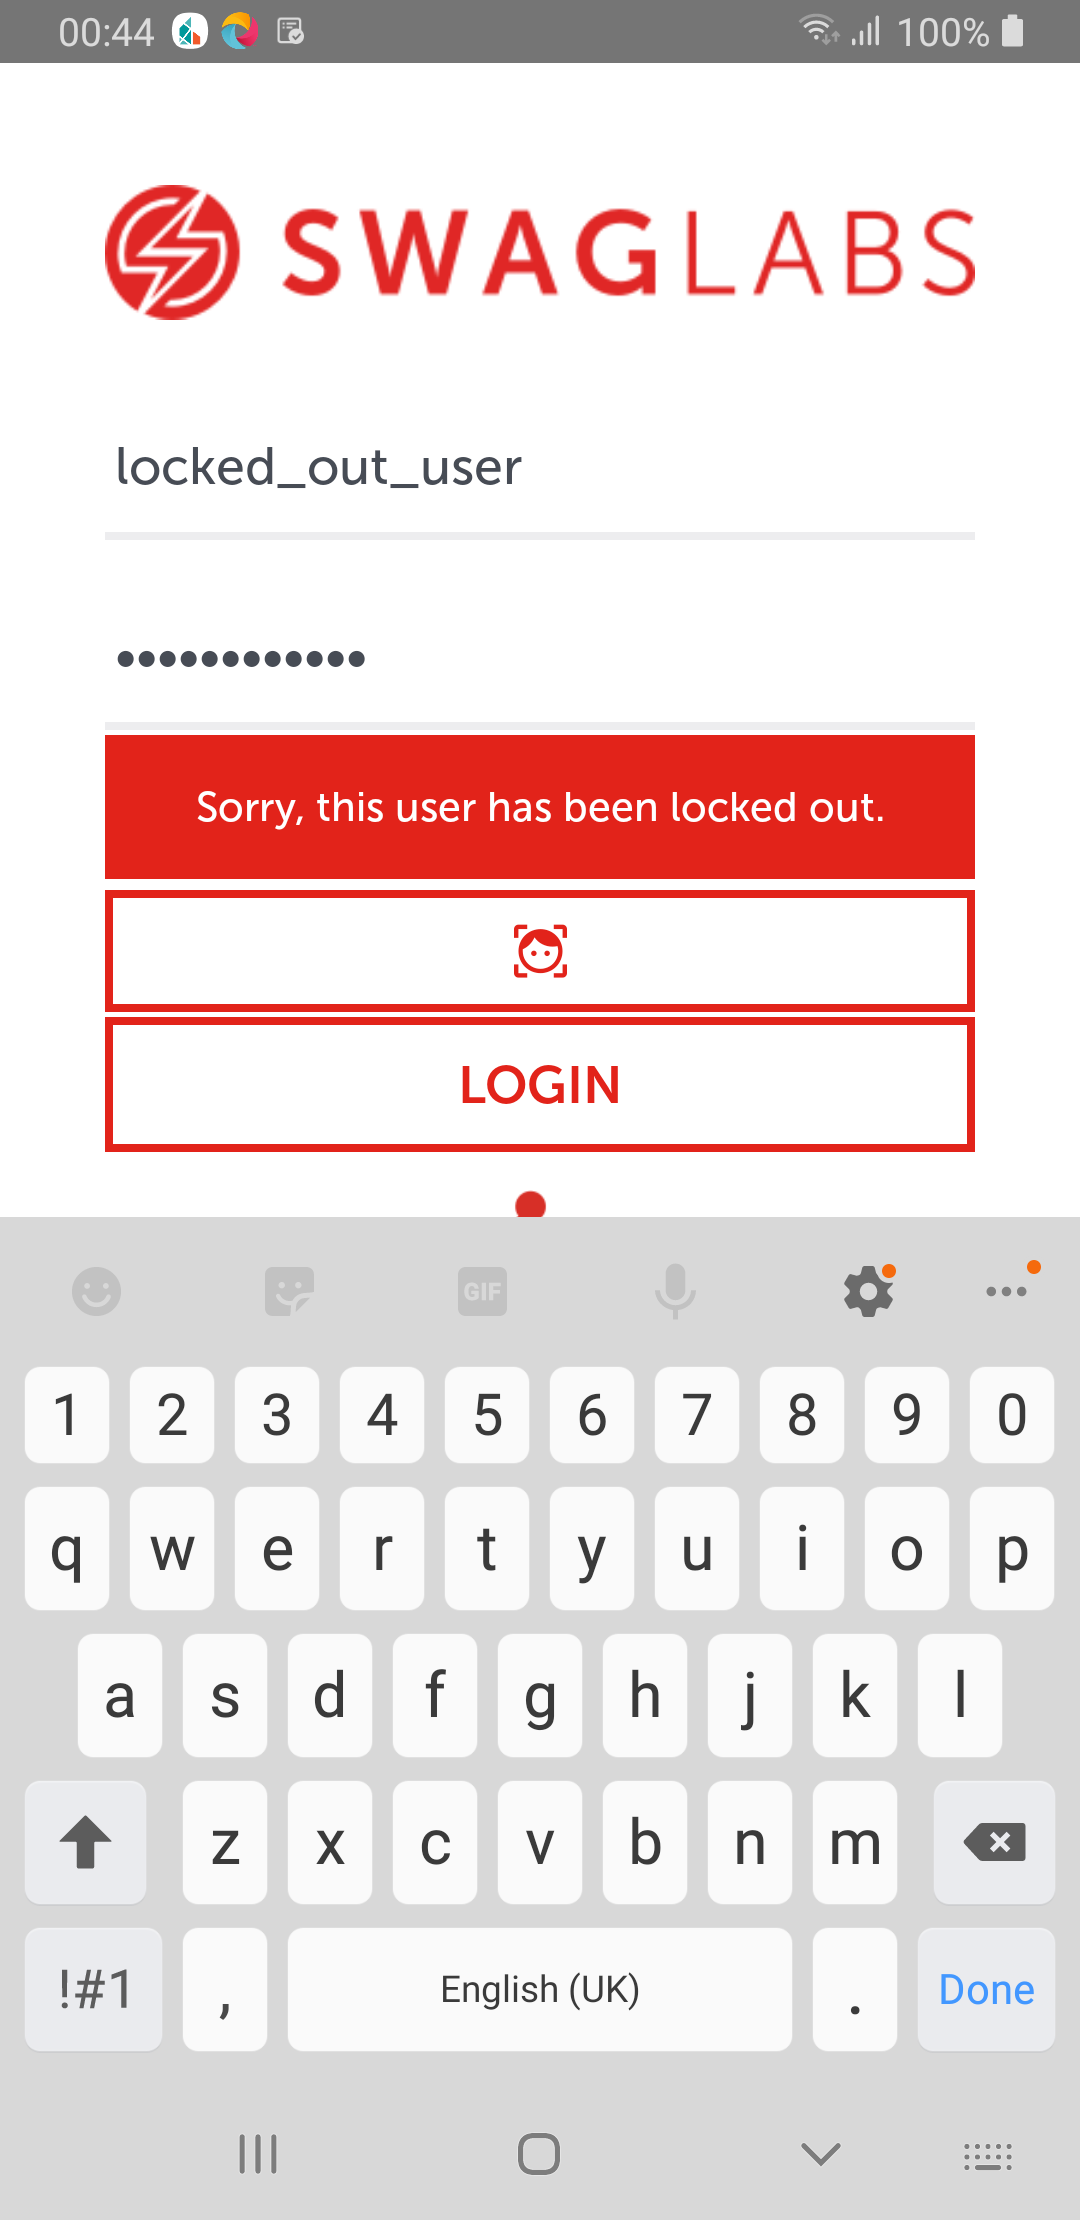 00:44 100%
SWAGLABS
locked_out_user
••••••••••••
Sorry, this user has been locked out.
LOGIN
GIF
1 2 3 4 5 6 7 8 9 0
q w e r t y u i o p
a s d f g h j k l
z x c v b n m
!#1 , English (UK) . Done